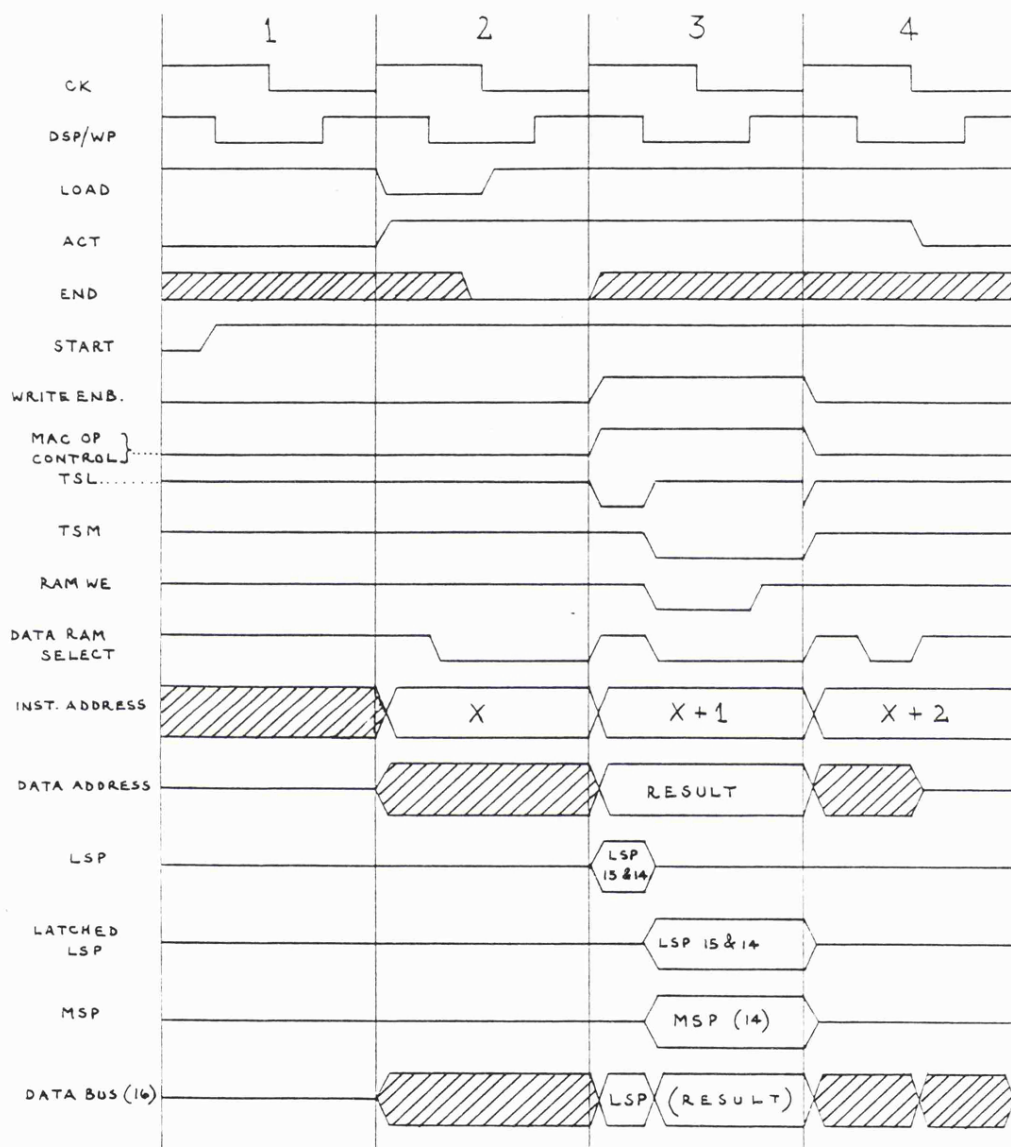 1 2 3 4
CK
DSP/WP
LOAD
ACT
END
START
WRITE ENB.
MAC OP
CONTROL
TSL
TSM
RAM WE
DATA RAM
SELECT
INST. ADDRESS X X + 1 X + 2
DATA ADDRESS RESULT
LSP LSP
15 & 14
LATCHED
LSP LSP 15 & 14
MSP MSP (14)
DATA BUS (16) LSP (RESULT)